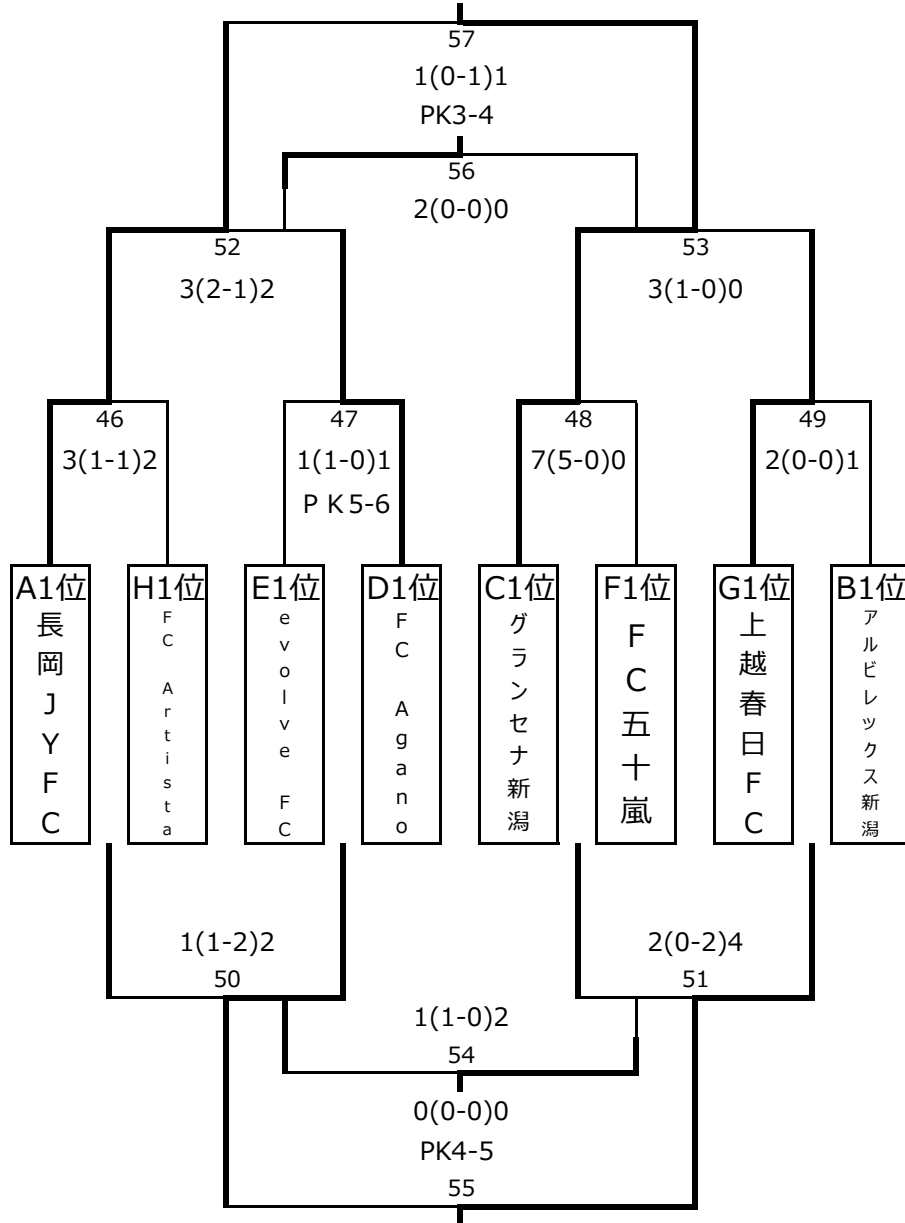 57
1(0-1)1
PK3-4
56
2(0-0)0
52
53
3(2-1)2
3(1-0)0
46
47
48
49
3(1-1)2
1(1-0)1
7(5-0)0
2(0-0)1
ＰＫ5-6
A1位
長岡ＪＹＦＣ
H1位
FC Artista
E1位
evolve FC
D1位
FC Agano
C1位
グランセナ新潟
F1位
ＦＣ五十嵐
G1位
上越春日ＦＣ
B1位
アルビレックス新潟
1(1-2)2
2(0-2)4
50
51
1(1-0)2
54
0(0-0)0
PK4-5
55